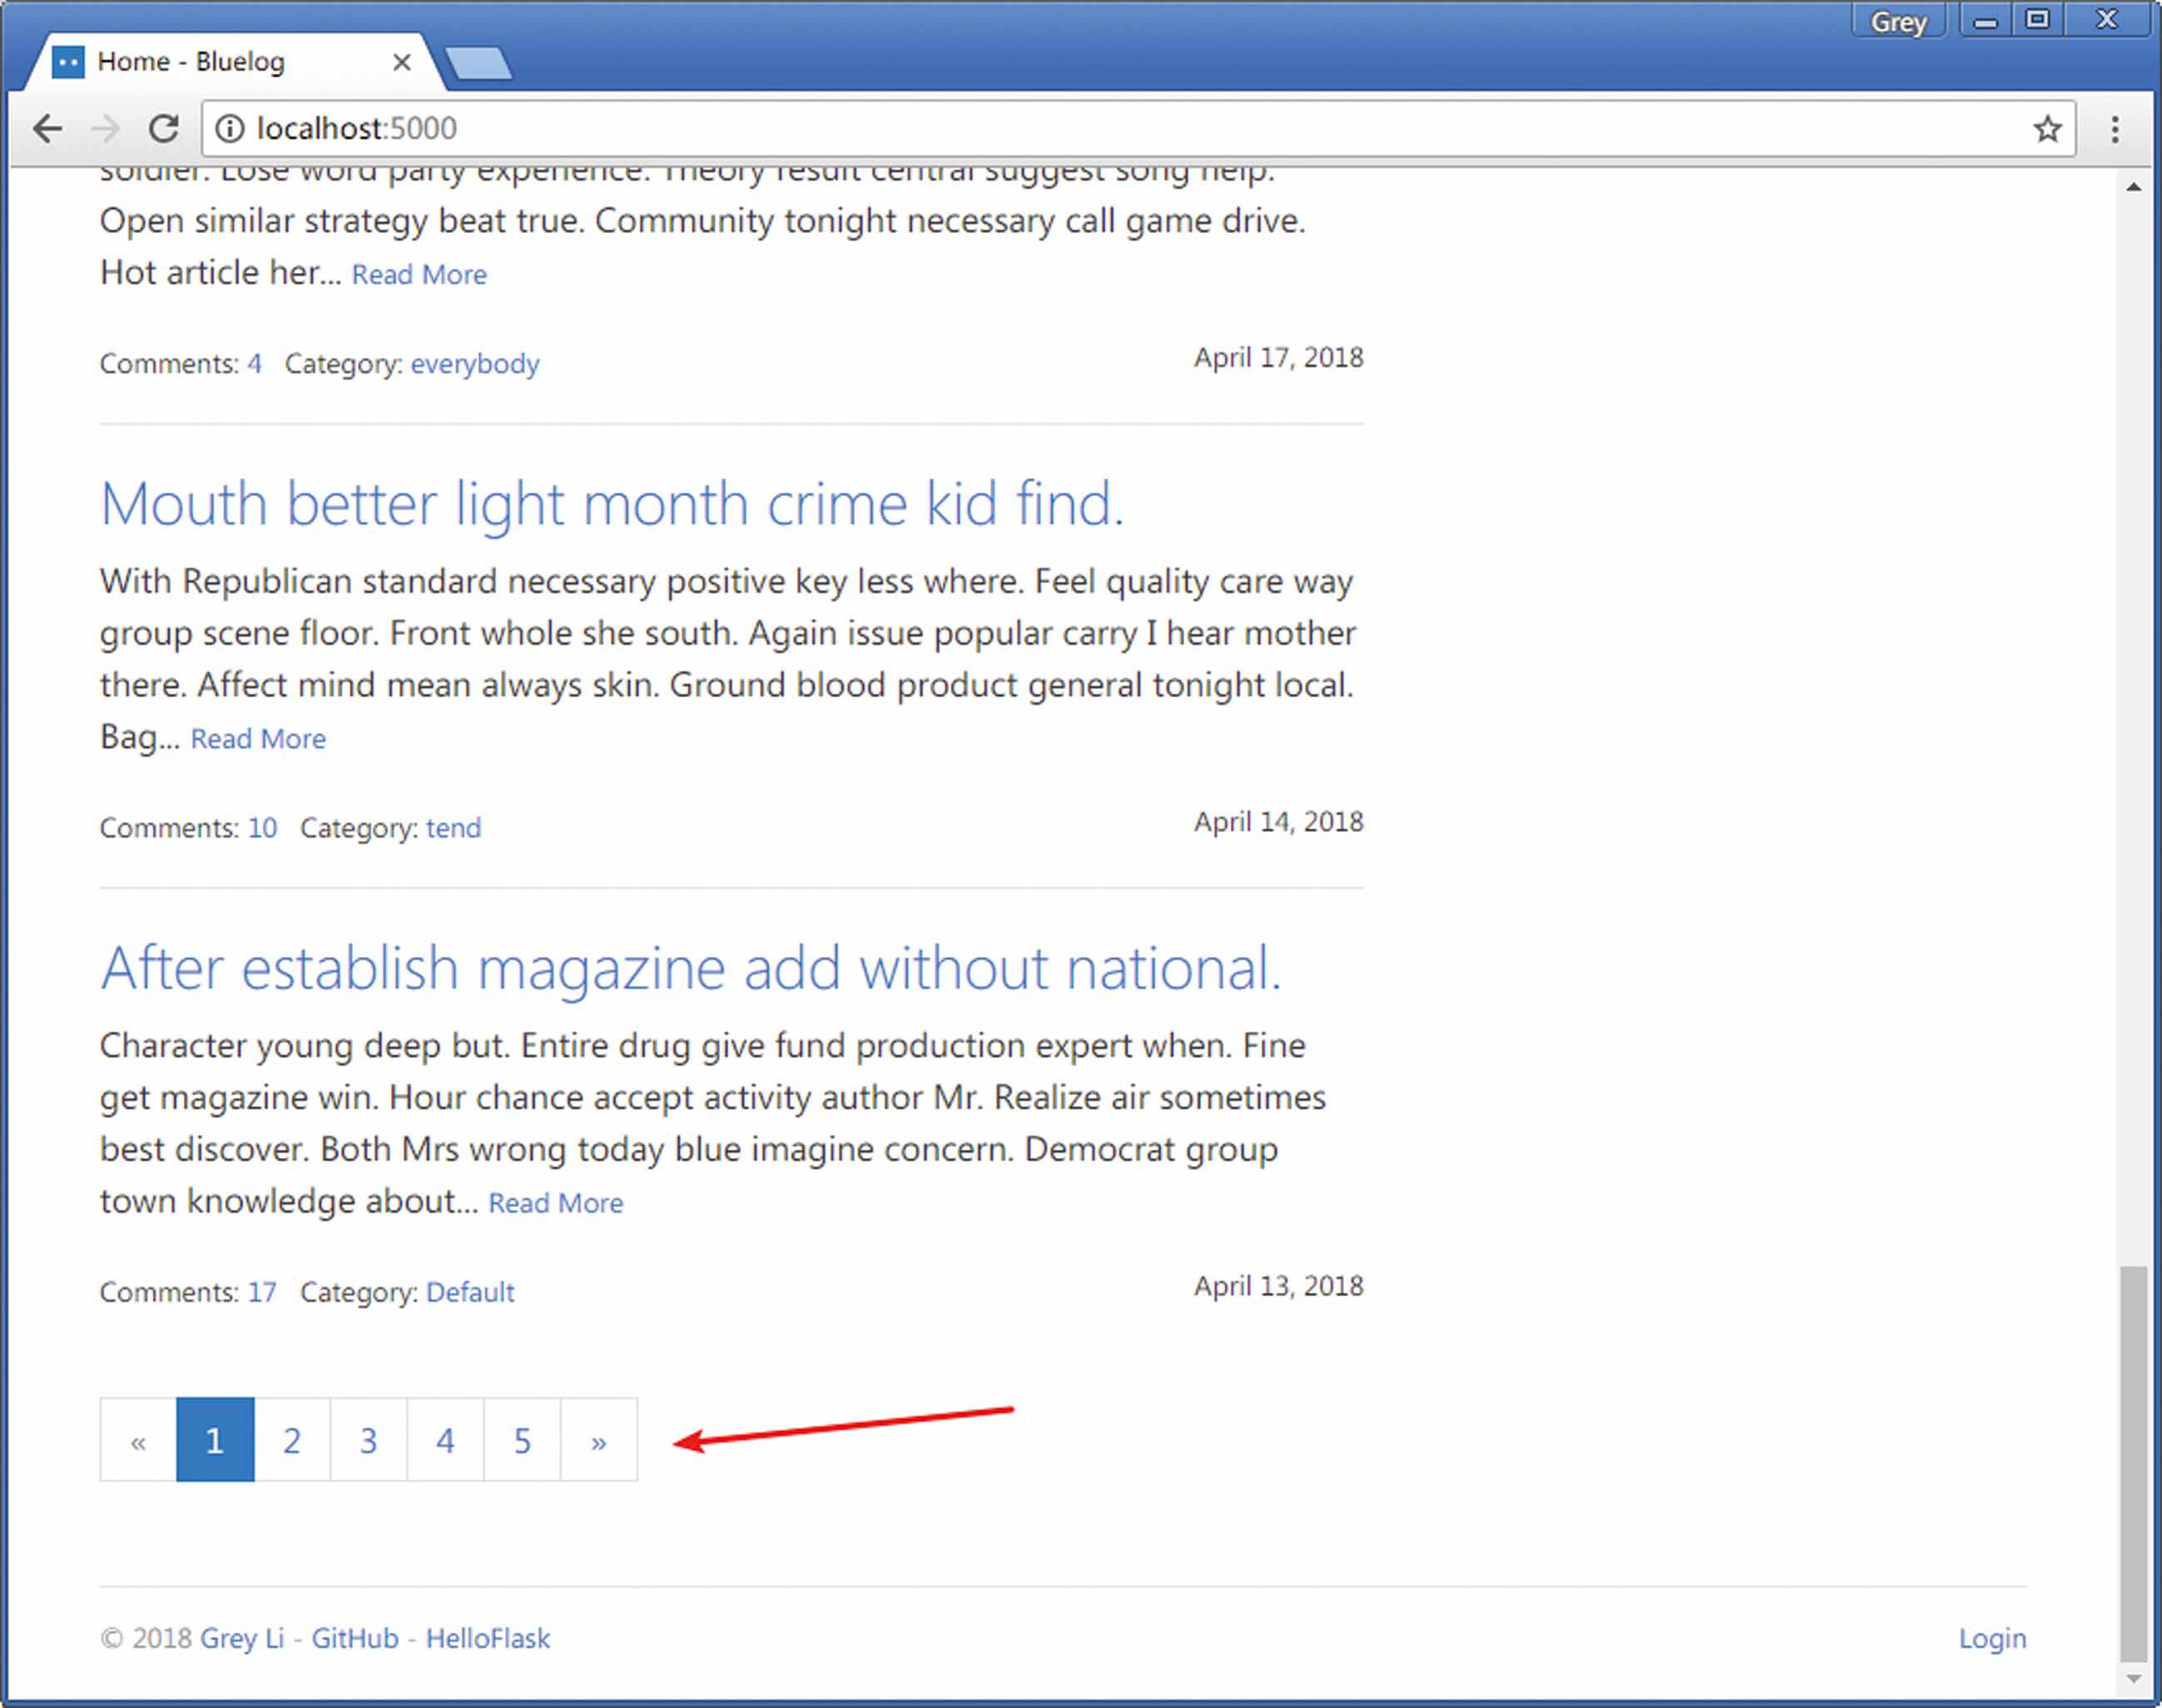 Grey
Home - Bluelog
localhost:5000
soldier. Lose word party experience. Theory result central suggest song help.
Open similar strategy beat true. Community tonight necessary call game drive.
Hot article her... Read More
Comments: 4 Category: everybody April 17, 2018
Mouth better light month crime kid find.
With Republican standard necessary positive key less where. Feel quality care way
group scene floor. Front whole she south. Again issue popular carry I hear mother
there. Affect mind mean always skin. Ground blood product general tonight local.
Bag... Read More
Comments: 10 Category: tend April 14, 2018
After establish magazine add without national.
Character young deep but. Entire drug give fund production expert when. Fine
get magazine win. Hour chance accept activity author Mr. Realize air sometimes
best discover. Both Mrs wrong today blue imagine concern. Democrat group
town knowledge about... Read More
Comments: 17 Category: Default April 13, 2018
« 1 2 3 4 5 »
© 2018 Grey Li - GitHub - HelloFlask Login